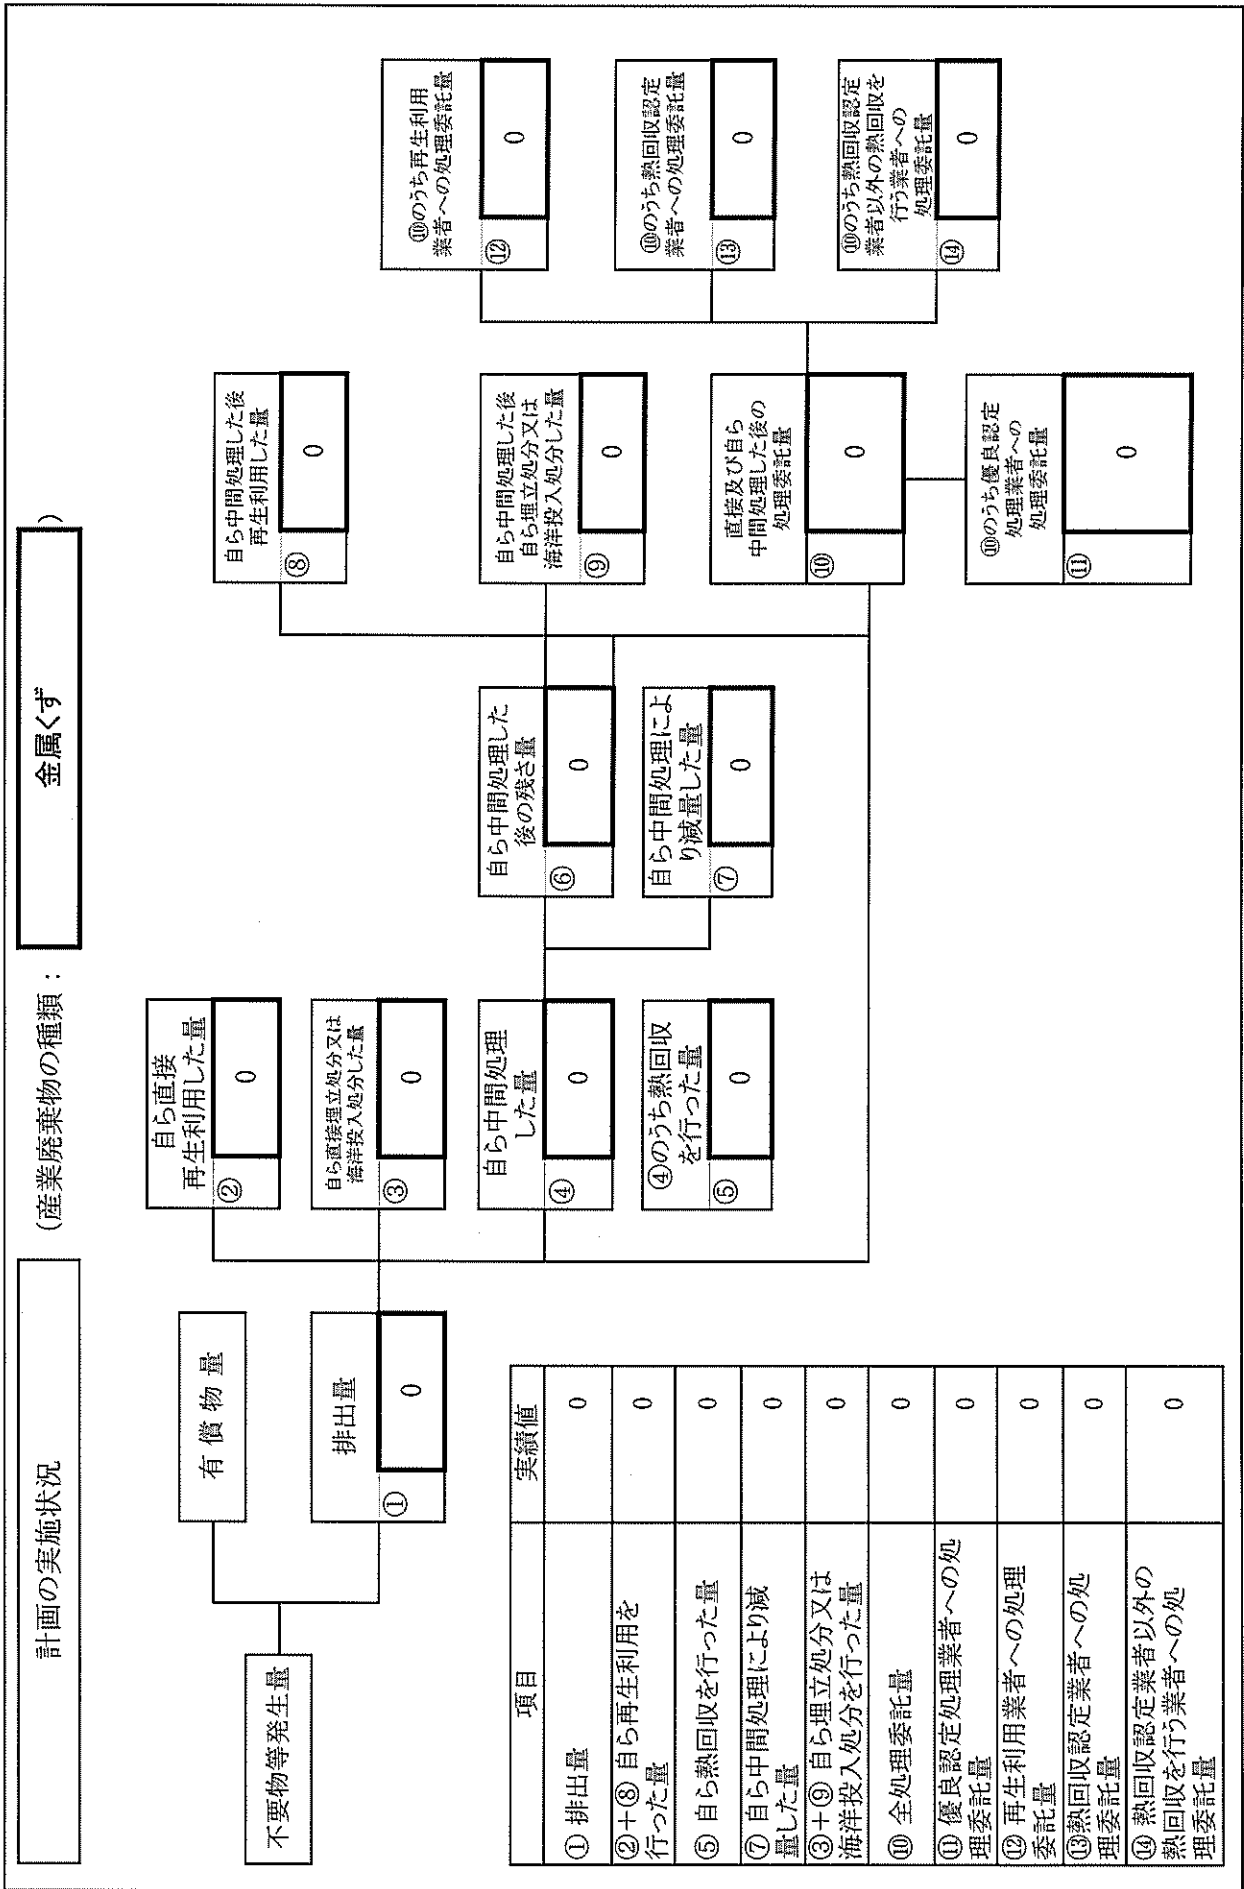 計画の実施状況
(産業廃棄物の種類：
金属くず
)
不要物等発生量
有償物量
排出量
①
0
自ら直接
再生利用した量
②
0
自ら直接埋立処分又は
海洋投入処分した量
③
0
自ら中間処理
した量
④
0
④のうち熱回収
を行った量
⑤
0
自ら中間処理した
後の残さ量
⑥
0
自ら中間処理によ
り減量した量
⑦
0
自ら中間処理した後
再生利用した量
⑧
0
自ら中間処理した後
自ら埋立処分又は
海洋投入処分した量
⑨
0
直接及び自ら
中間処理した後の
処理委託量
⑩
0
⑩のうち優良認定
処理業者への
処理委託量
⑪
0
⑩のうち再生利用
業者への処理委託量
⑫
0
⑩のうち熱回収認定
業者への処理委託量
⑬
0
⑩のうち熱回収認定
業者以外の熱回収を
行う業者への
処理委託量
⑭
0
項目
実績値
① 排出量
0
②+⑧ 自ら再生利用を
行った量
0
⑤ 自ら熱回収を行った量
0
⑦ 自ら中間処理により減
量した量
0
③+⑨ 自ら埋立処分又は
海洋投入処分を行った量
0
⑩ 全処理委託量
0
⑪ 優良認定処理業者への処
理委託量
0
⑫ 再生利用業者への処理
委託量
0
⑬熱回収認定業者への処
理委託量
0
⑭ 熱回収認定業者以外の
熱回収を行う業者への処
理委託量
0